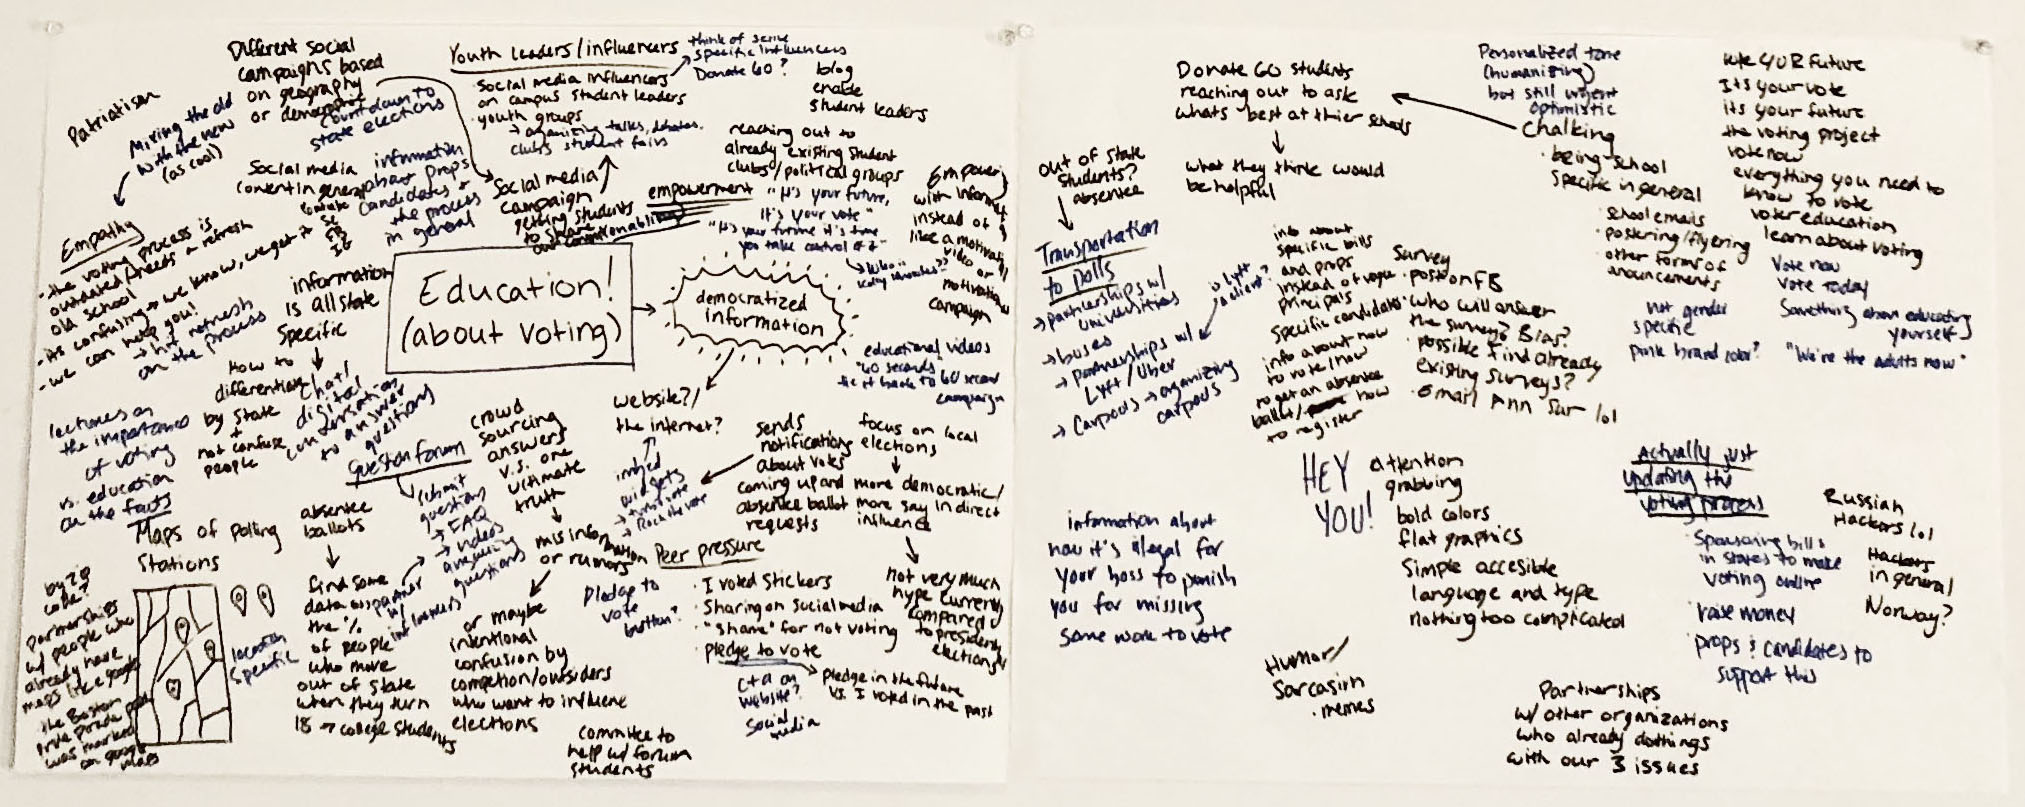 Patriotism
Mixing the old
with the new
(as cool)
Different social
campaigns based
on geography
or demographic
countdown to
state elections
Youth leaders/influencers
social media influencers
on campus student leaders
youth groups
→ organizing talks, debates,
clubs student fairs
think of some
specific influencers
Donate 60?
blog
enable
student leaders
reaching out to
already existing student
clubs/political groups
Empathy
- the voting process is
outdated/needs a refresh
old school
- its confusing → we know, we get it
- we can help you!
→ hit refresh
on the process
Social media
content in general
SC
FB
IG
information
about props
candidates +
the process
in general
Social media
campaign
getting students
to share
empowerment
"It's your future,
It's your vote"
"It's your future it's time
you take control of it"
Empower
with information
instead of
like a motivational
video or
motivational
campaign
information
is all state
specific
How to
differentiate
by state
+
not confuse
people
Education!
(about voting)
democratized
information
educational videos
"60 seconds"
tie it back to 60 second
campaign
lectures on
the importance
of voting
vs. education
on the facts
chat/
digital
conversation
to answer
questions
Question forum
submit
questions
→ FAQ
→ videos
answering
questions
crowd
sourcing
answers
v.s. one
ultimate
truth
misinformation
or rumors
or maybe
intentional
confusion by
competion/outsiders
who want to influence
elections
website?/
the internet?
imbed
widgets
→ turbovote
→ Rock the vote
sends
notifications
about votes
coming up and
absentee ballot
requests
focus on local
elections
more democratic/
more say in direct
influence
not very much
hype currently
compared
to presidential
elections
Maps of Polling
Stations
by zip
code?
partnerships
w/ people who
already have
maps like google
the Boston
pride parade path
was marked
on google
maps
location
specific
absentee
ballots
find some
data on
the %
of people
who move
out of state
when they turn
18 → college students
partner
w/
influencers
Pledge to
vote
button?
Peer pressure
· I voted stickers
· Sharing on social media
· "shame" for not voting
· pledge to vote
CTA on
website?
Social
media
pledge in the future
vs. I voted in the past
committee to
help w/ forum
students
Donate 60 students
reaching out to ask
whats best at thier schools
what they think would
be helpful
Personalized tone
(humanizing)
but still urgent
optimistic
Chalking
· being school
specific in general
· school emails
· postering/flyering
· other forms of
anouncements
not gender
specific
pink brand color?
vote 4 UR future
Its your vote
its your future
the voting project
vote now
everything you need to
know to vote
voter education
learn about voting
Vote now
Vote Today
Something about educating
yourself
"We're the adults now"
out of state
students?
absentee
Transportation
to polls
→ partnerships w/
universities
→ buses
→ partnerships w/
Lyft/Uber
→ Carpools → organizing
carpools
is Lyft
a client?
info about
specific bills
and props
instead of vague
principals
specific candidates
info about how
to vote/how
to get an absentee
ballot/ how
to register
Survey
· post on FB
· who will answer
the survey? Bias?
· possible find already
existing surveys?
· email Ann Sur lol
HEY
YOU!
attention
grabbing
bold colors
flat graphics
Simple accesible
language and type
nothing too complicated
information about
how it's illegal for
your boss to punish
you for missing
some work to vote
Humor/
Sarcasim
· memes
Actually just
updating the
voting process
Sponsoring bills
in states to make
voting online
raise money
props & candidates to
support this
Russian
Hackers lol
Hackers
in general
Norway?
Partnerships
w/ other organizations
who already do things
with our 3 issues